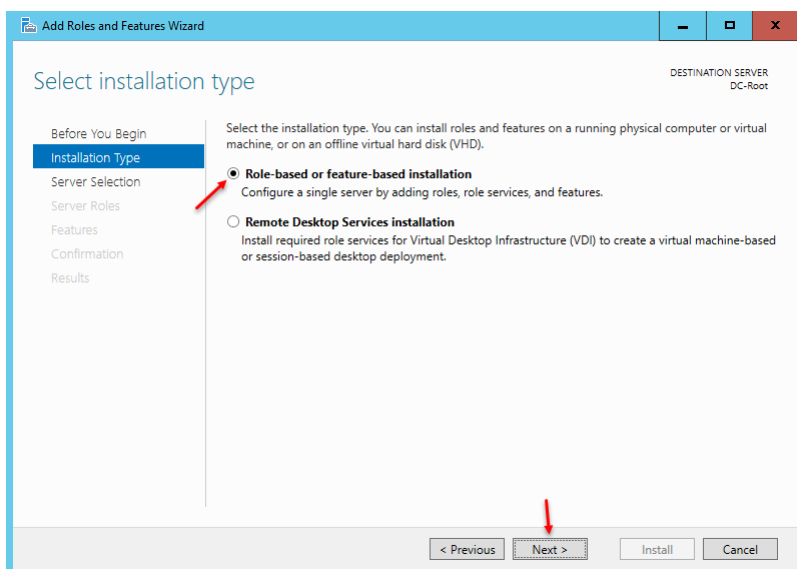 Add Roles and Features Wizard
Select installation type
DESTINATION SERVER
DC-Root
Before You Begin
Installation Type
Server Selection
Server Roles
Features
Confirmation
Results
Select the installation type. You can install roles and features on a running physical computer or virtual
machine, or on an offline virtual hard disk (VHD).
Role-based or feature-based installation
Configure a single server by adding roles, role services, and features.
Remote Desktop Services installation
Install required role services for Virtual Desktop Infrastructure (VDI) to create a virtual machine-based
or session-based desktop deployment.
< Previous
Next >
Install
Cancel